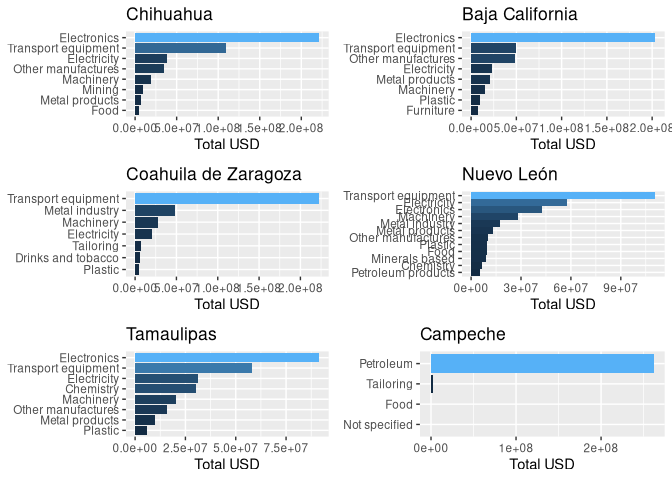 Chihuahua
Electronics
Transport equipment
Electricity
Other manufactures
Machinery
Mining
Metal products
Food
0.0e+00 5.0e+07 1.0e+08 1.5e+08 2.0e+08
Total USD
Baja California
Electronics
Transport equipment
Other manufactures
Electricity
Metal products
Machinery
Plastic
Furniture
0.0e+00 5.0e+07 1.0e+08 1.5e+08 2.0e+08
Total USD
Coahuila de Zaragoza
Transport equipment
Metal industry
Machinery
Electricity
Tailoring
Drinks and tobacco
Plastic
0.0e+00 5.0e+07 1.0e+08 1.5e+08 2.0e+08
Total USD
Nuevo León
Transport equipment
Electricity
Electronics
Machinery
Metal industry
Metal products
Other manufactures
Plastic
Food
Minerals based
Chemistry
Petroleum products
0e+00 3e+07 6e+07 9e+07
Total USD
Tamaulipas
Electronics
Transport equipment
Electricity
Chemistry
Machinery
Other manufactures
Metal products
Plastic
0.0e+00 2.5e+07 5.0e+07 7.5e+07
Total USD
Campeche
Petroleum
Tailoring
Food
Not specified
0e+00 1e+08 2e+08
Total USD